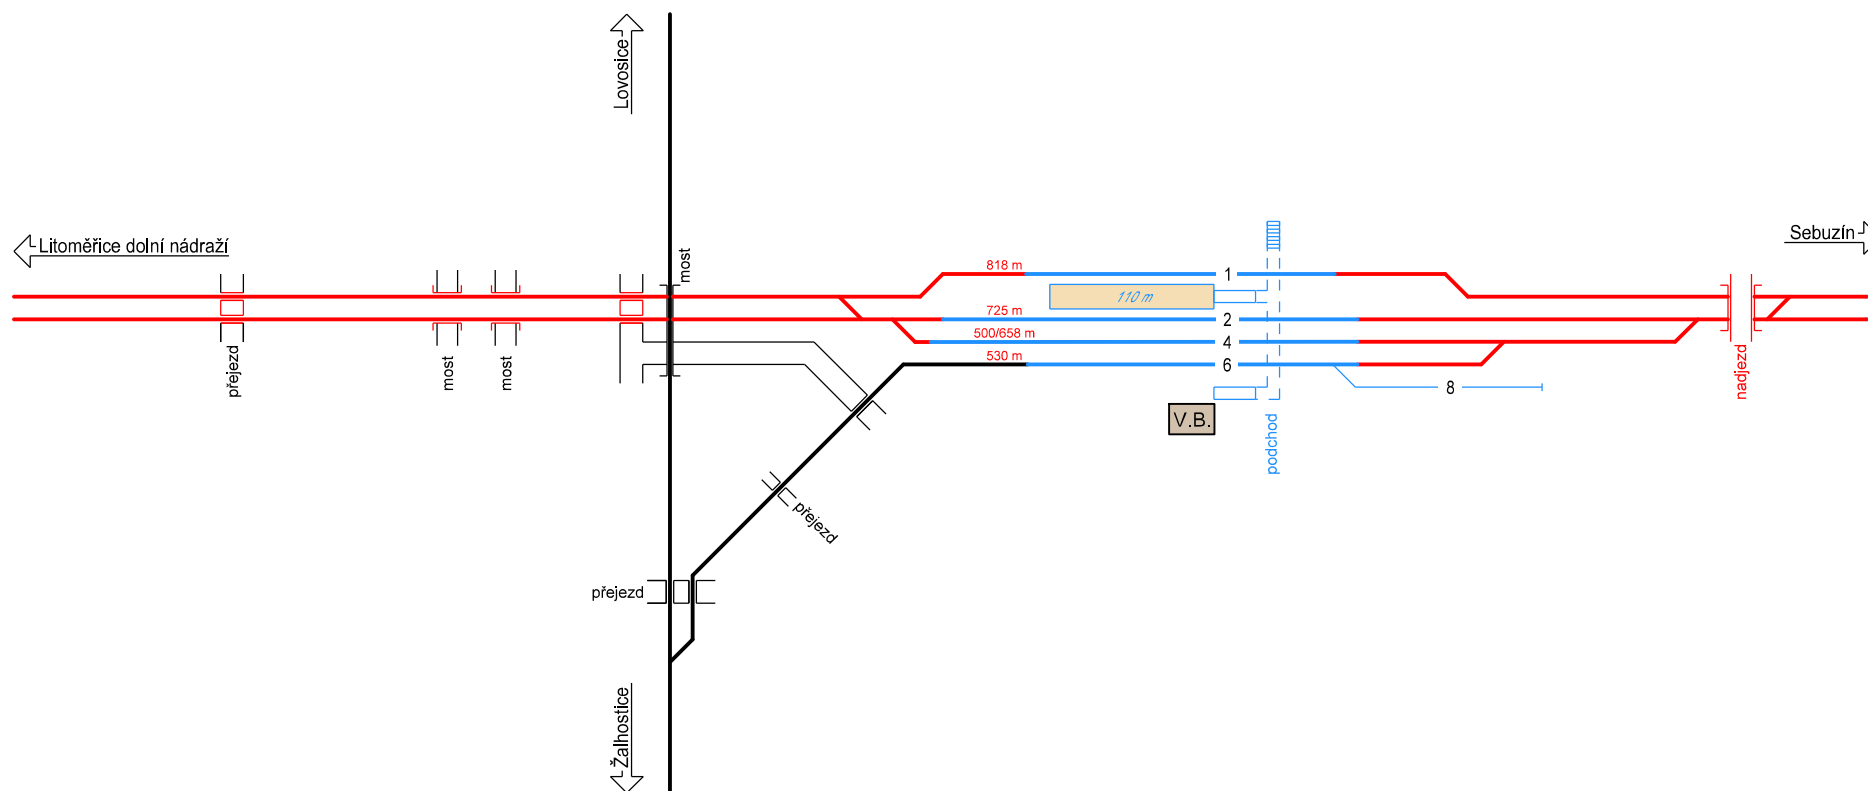 Lovosice
Litoměřice dolní nádraží
Sebuzín
most
818 m
1
110 m
725 m
2
500/658 m
4
530 m
6
8
přejezd
most
most
nadjezd
V.B.
podchod
přejezd
přejezd
Žalhostice